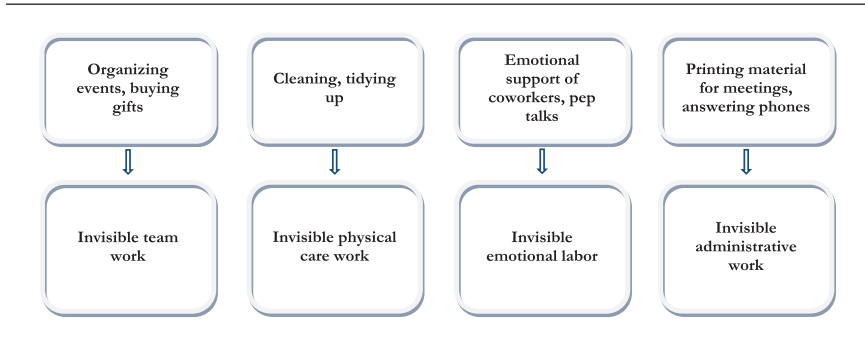 Organizing
events, buying
gifts
Cleaning, tidying
up
Emotional
support of
coworkers, pep
talks
Printing material
for meetings,
answering phones
Invisible team
work
Invisible physical
care work
Invisible
emotional labor
Invisible
administrative
work